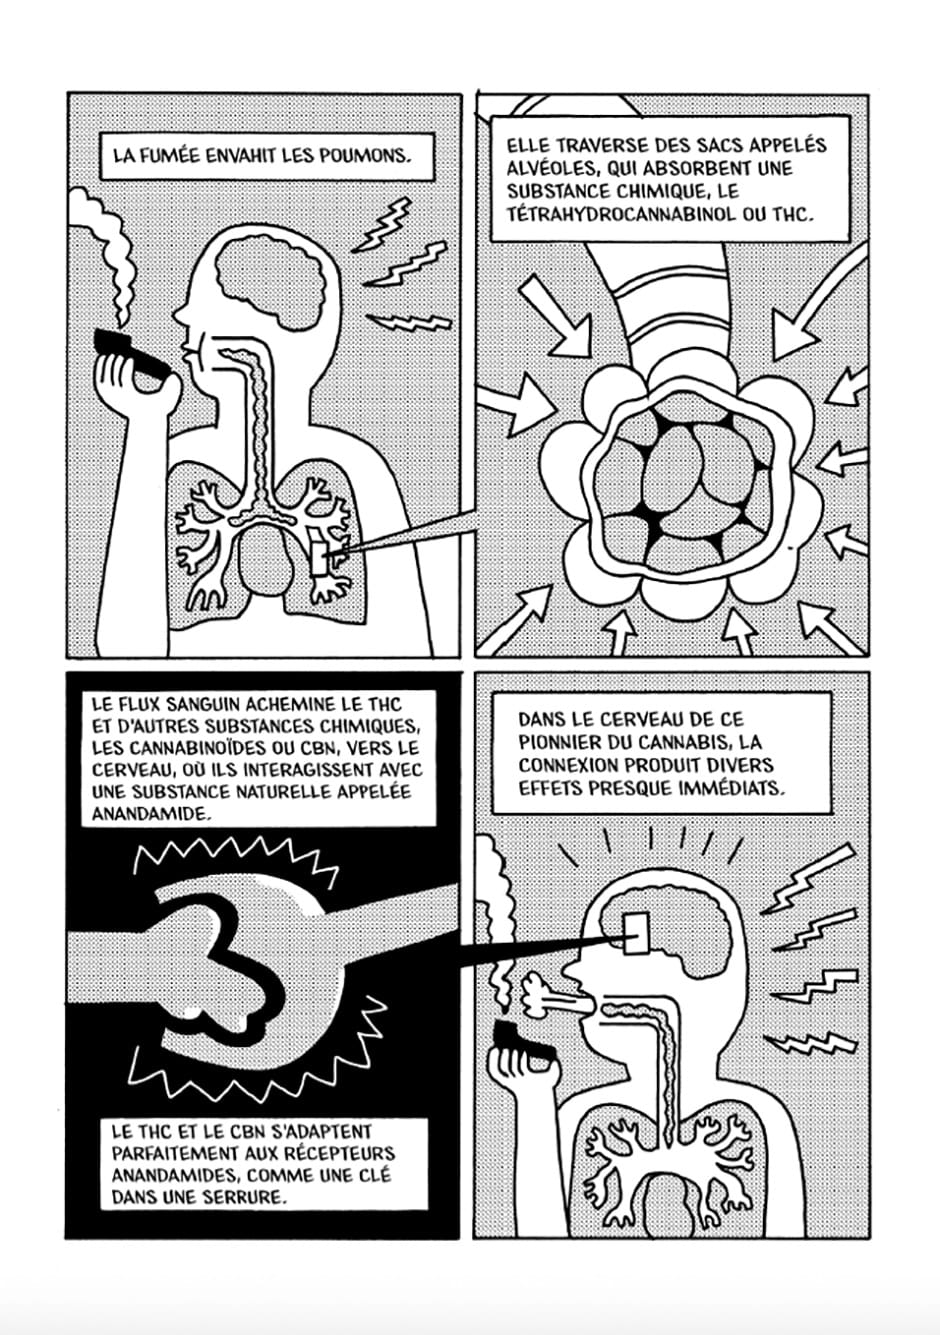 LA FUMÉE ENVAHIT LES POUMONS.
ELLE TRAVERSE DES SACS APPELÉS
ALVÉOLES, QUI ABSORBENT UNE
SUBSTANCE CHIMIQUE, LE
TÉTRAHYDROCANNABINOL OU THC.
LE FLUX SANGUIN ACHEMINE LE THC
ET D'AUTRES SUBSTANCES CHIMIQUES,
LES CANNABINOÏDES OU CBN, VERS LE
CERVEAU, OÙ ILS INTERAGISSENT AVEC
UNE SUBSTANCE NATURELLE APPELÉE
ANANDAMIDE.
LE THC ET LE CBN S'ADAPTENT
PARFAITEMENT AUX RÉCEPTEURS
ANANDAMIDES, COMME UNE CLÉ
DANS UNE SERRURE.
DANS LE CERVEAU DE CE
PIONNIER DU CANNABIS, LA
CONNEXION PRODUIT DIVERS
EFFETS PRESQUE IMMÉDIATS.